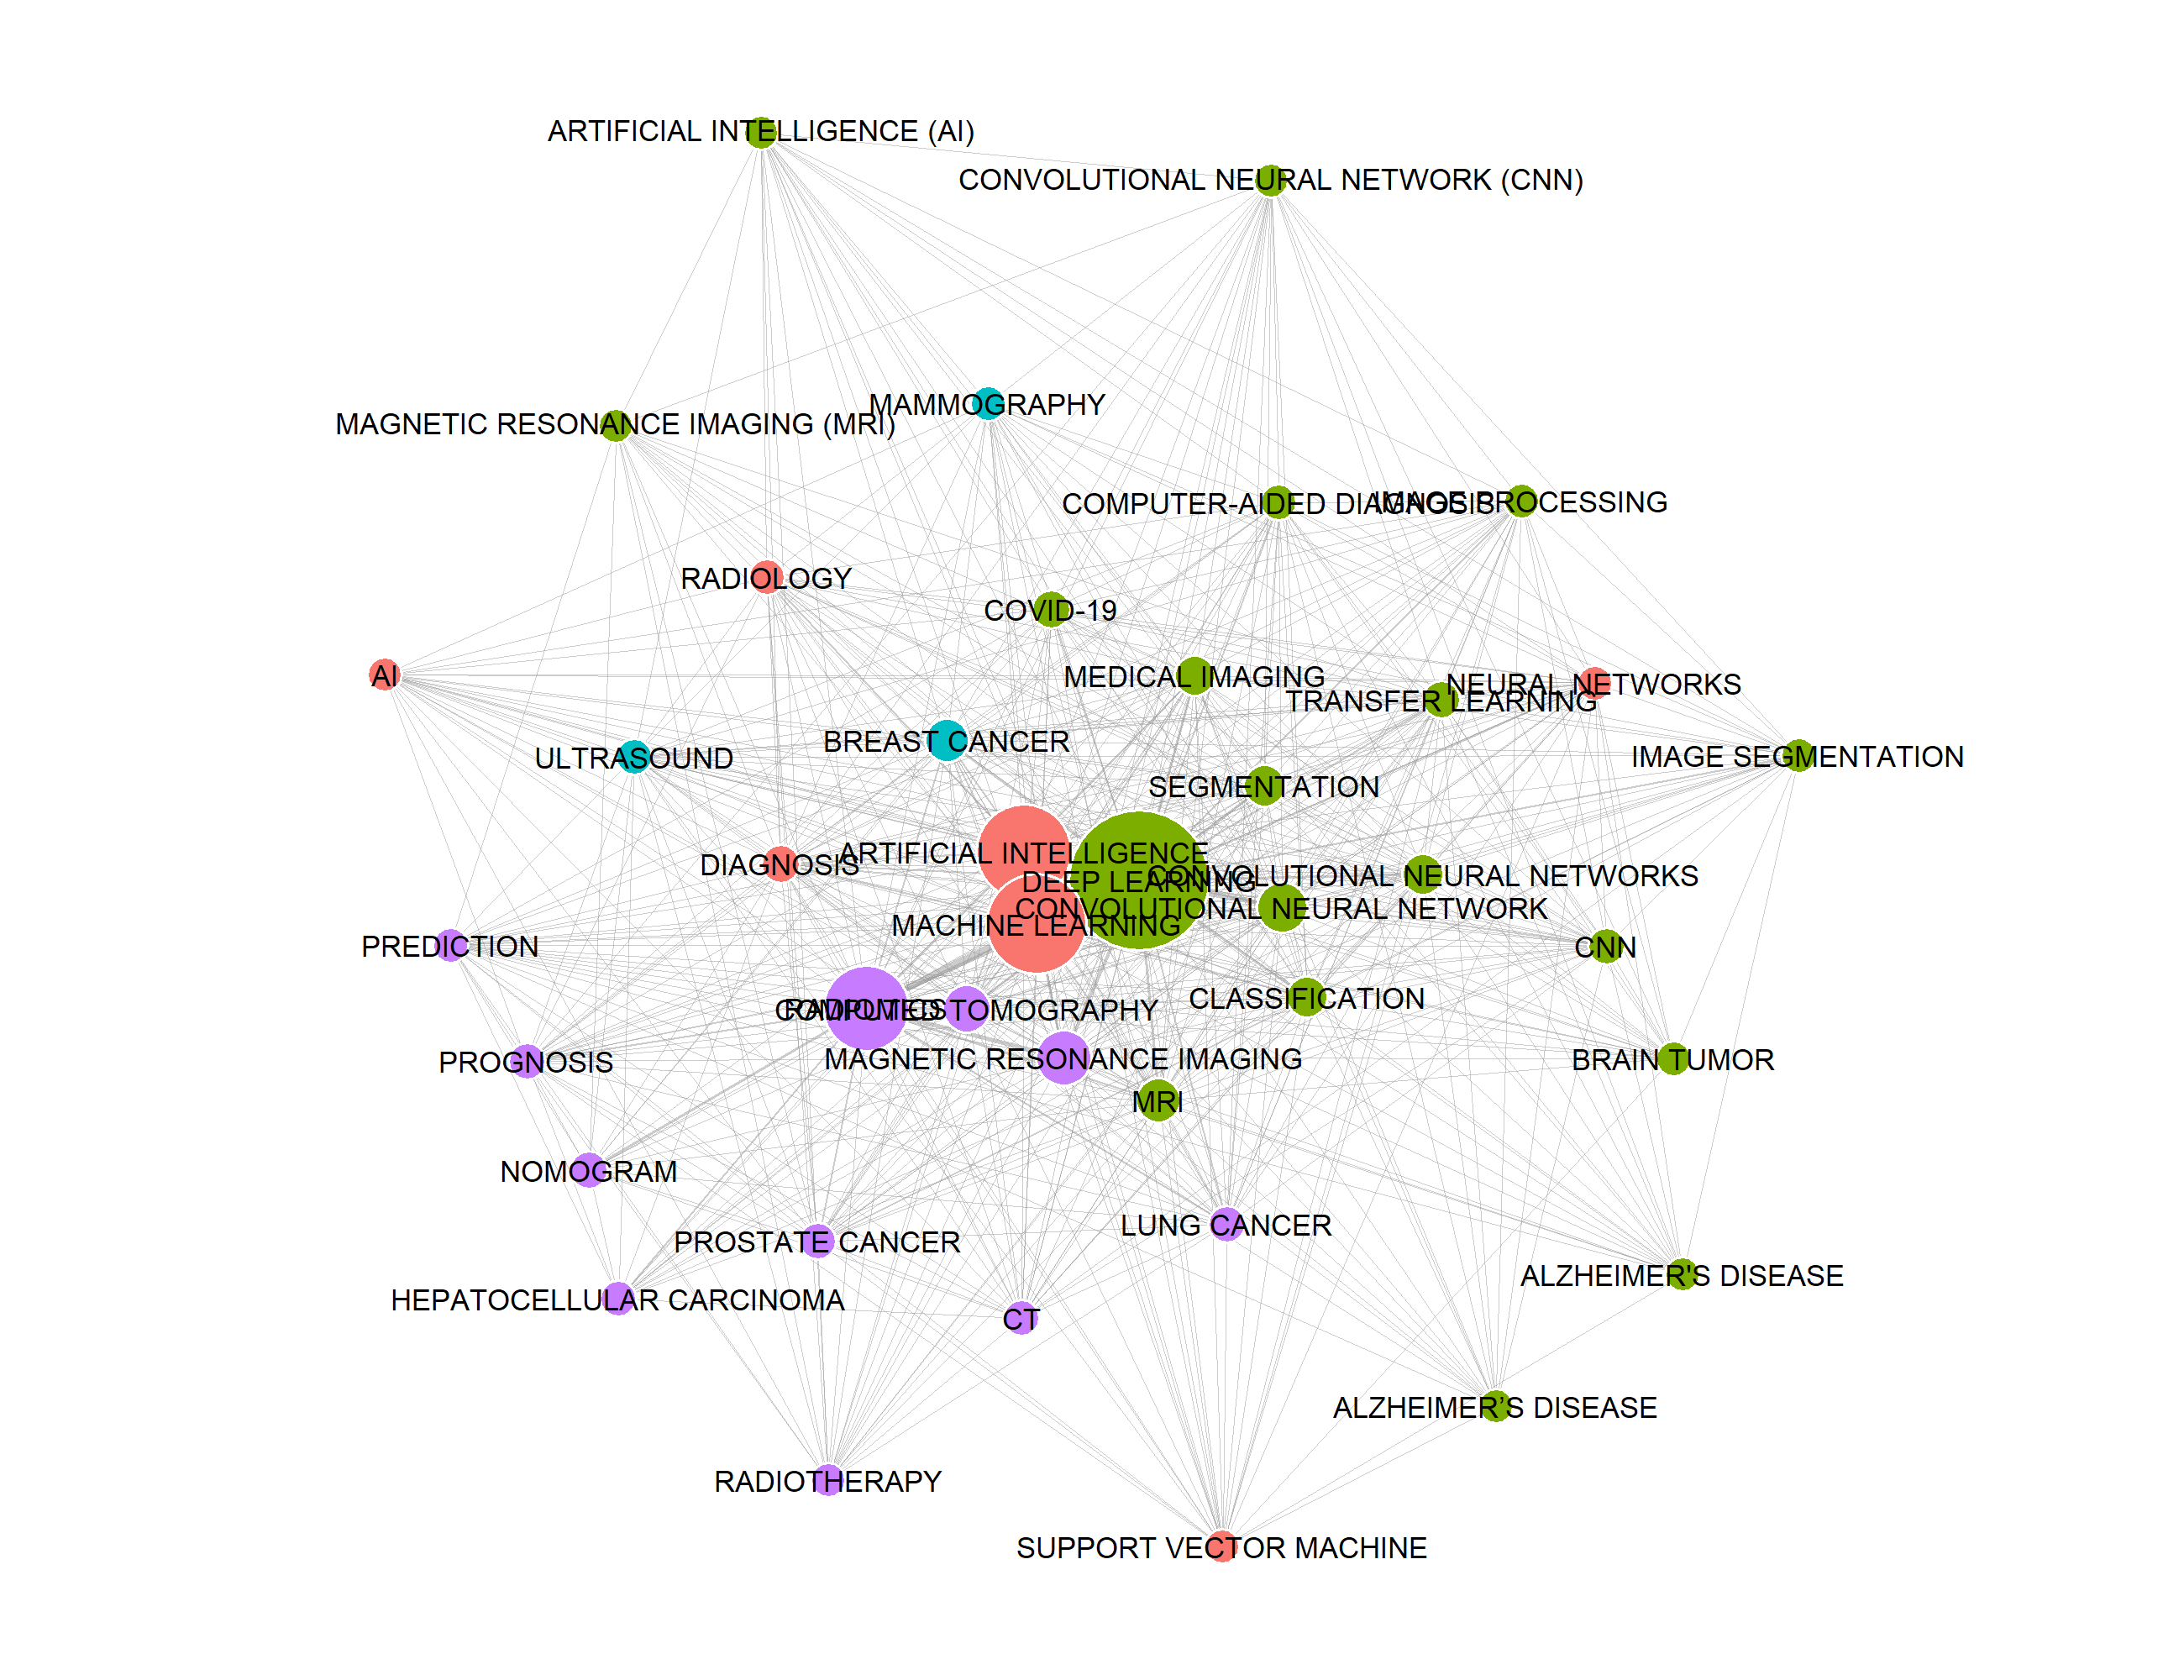 ARTIFICIAL INTELLIGENCE (AI)
CONVOLUTIONAL NEURAL NETWORK (CNN)
MAMMOGRAPHY
MAGNETIC RESONANCE IMAGING (MRI)
COMPUTER-AIDED DIAGNOSIS
IMAGE PROCESSING
RADIOLOGY
COVID-19
AI
MEDICAL IMAGING
NEURAL NETWORKS
TRANSFER LEARNING
BREAST CANCER
ULTRASOUND
IMAGE SEGMENTATION
SEGMENTATION
ARTIFICIAL INTELLIGENCE
DIAGNOSIS
CONVOLUTIONAL NEURAL NETWORKS
DEEP LEARNING
CONVOLUTIONAL NEURAL NETWORK
MACHINE LEARNING
PREDICTION
CNN
CLASSIFICATION
RADIOMICS
COMPUTED TOMOGRAPHY
MAGNETIC RESONANCE IMAGING
PROGNOSIS
BRAIN TUMOR
MRI
NOMOGRAM
LUNG CANCER
PROSTATE CANCER
ALZHEIMER'S DISEASE
HEPATOCELLULAR CARCINOMA
CT
ALZHEIMER’S DISEASE
RADIOTHERAPY
SUPPORT VECTOR MACHINE